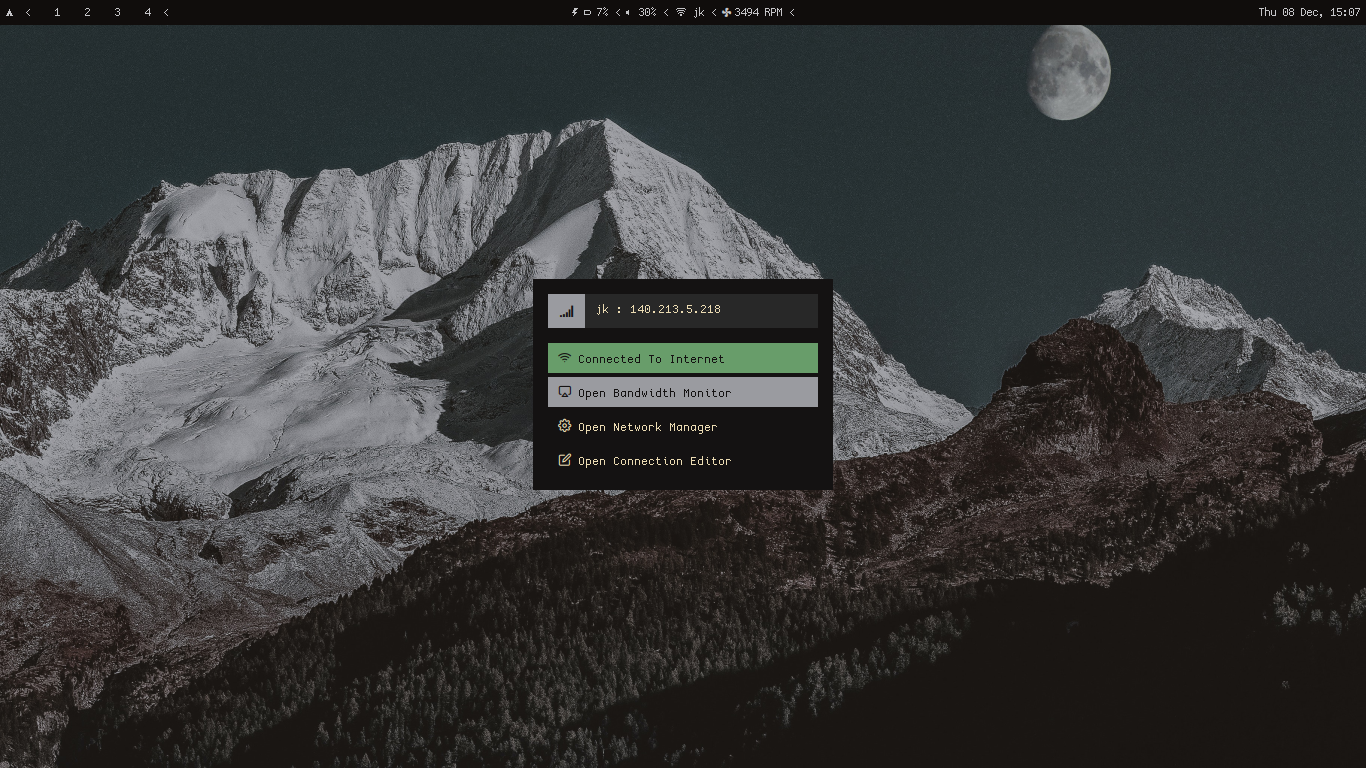 1 2 3 4
7% 30% jk 3494 RPM
Thu 08 Dec, 15:07
jk : 140.213.5.218
Connected To Internet
Open Bandwidth Monitor
Open Network Manager
Open Connection Editor